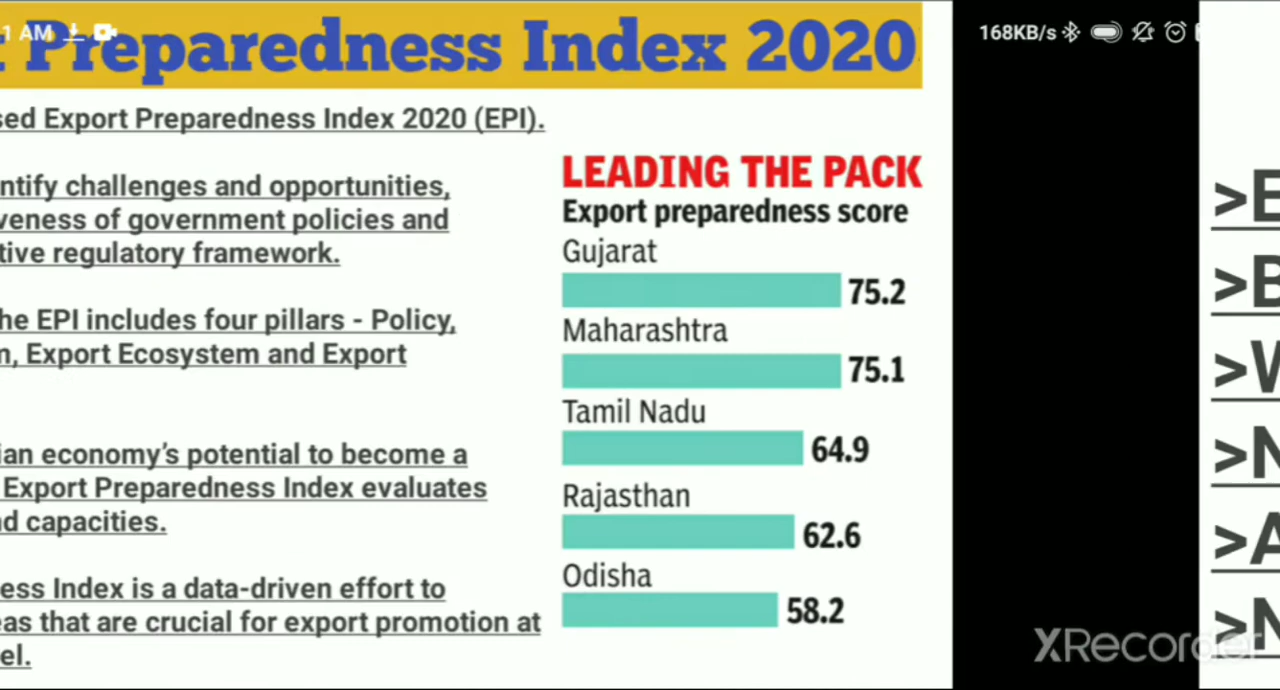 1 AM
Preparedness Index 2020
168KB/s
sed Export Preparedness Index 2020 (EPI).
ntify challenges and opportunities,
veness of government policies and
tive regulatory framework.
he EPI includes four pillars - Policy,
m, Export Ecosystem and Export
ian economy's potential to become a
Export Preparedness Index evaluates
nd capacities.
ess Index is a data-driven effort to
eas that are crucial for export promotion at
el.
LEADING THE PACK
Export preparedness score
Gujarat
75.2
Maharashtra
75.1
Tamil Nadu
64.9
Rajasthan
62.6
Odisha
58.2
>E
>B
>W
>N
>A
>N
XRecorder